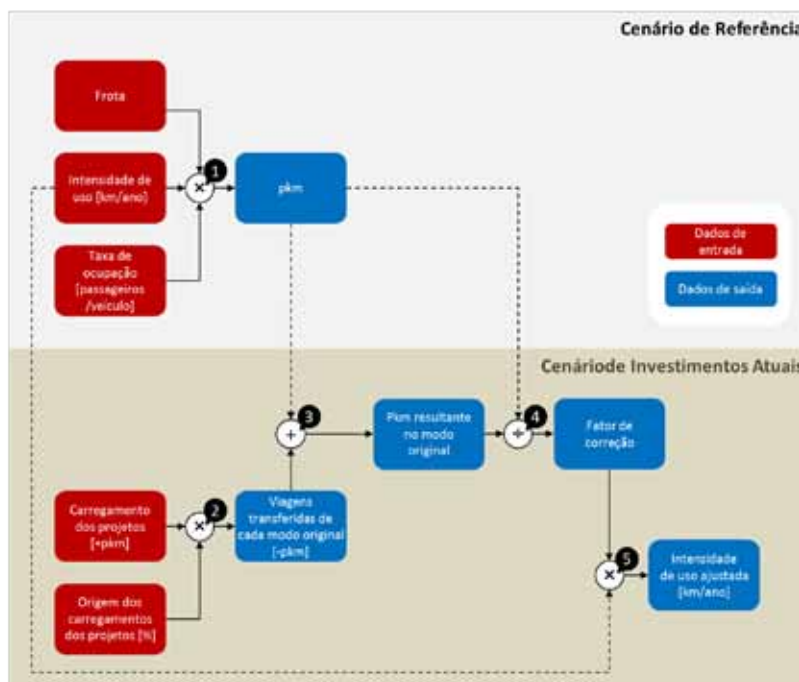 Cenário de Referência
Frota
Intensidade de
uso [km/ano]
Taxa de
ocupação
[passageiros
/veículo]
×
1
pkm
Dados de
entrada
Dados de saída
Cenáriode Investimentos Atuais
Carregamento
dos projetos
[+pkm]
Origem dos
carregamentos
dos projetos [%]
×
2
Viagens
transferidas de
cada modo original
[-pkm]
+
3
Pkm resultante
no modo
original
÷
4
Fator de
correção
×
5
Intensidade
de uso ajustada
[km/ano]